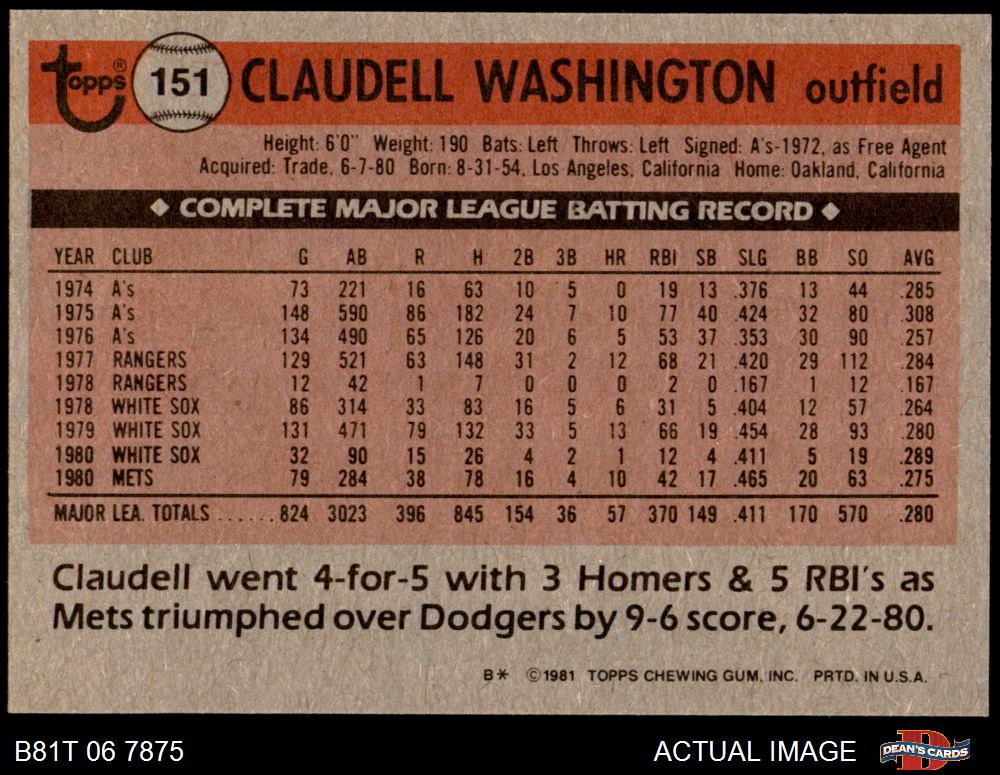 topps® 151 CLAUDELL WASHINGTON outfield
Height: 6'0" Weight: 190 Bats: Left Throws: Left Signed: A's-1972, as Free Agent
Acquired: Trade, 6-7-80 Born: 8-31-54, Los Angeles, California Home: Oakland, California
◆ COMPLETE MAJOR LEAGUE BATTING RECORD ◆
YEAR CLUB G AB R H 2B 3B HR RBI SB SLG BB SO AVG
1974 A's 73 221 16 63 10 5 0 19 13 .376 13 44 .285
1975 A's 148 590 86 182 24 7 10 77 40 .424 32 80 .308
1976 A's 134 490 65 126 20 6 5 53 37 .353 30 90 .257
1977 RANGERS 129 521 63 148 31 2 12 68 21 .420 29 112 .284
1978 RANGERS 12 42 1 7 0 0 0 2 0 .167 1 12 .167
1978 WHITE SOX 86 314 33 83 16 5 6 31 5 .404 12 57 .264
1979 WHITE SOX 131 471 79 132 33 5 13 66 19 .454 28 93 .280
1980 WHITE SOX 32 90 15 26 4 2 1 12 4 .411 5 19 .289
1980 METS 79 284 38 78 16 4 10 42 17 .465 20 63 .275
MAJOR LEA. TOTALS ......824 3023 396 845 154 36 57 370 149 .411 170 570 .280
Claudell went 4-for-5 with 3 Homers & 5 RBI's as
Mets triumphed over Dodgers by 9-6 score, 6-22-80.
B* ©1981 TOPPS CHEWING GUM, INC. PRTD. IN U.S.A.
B81T 06 7875 ACTUAL IMAGE DEAN'S CARDS